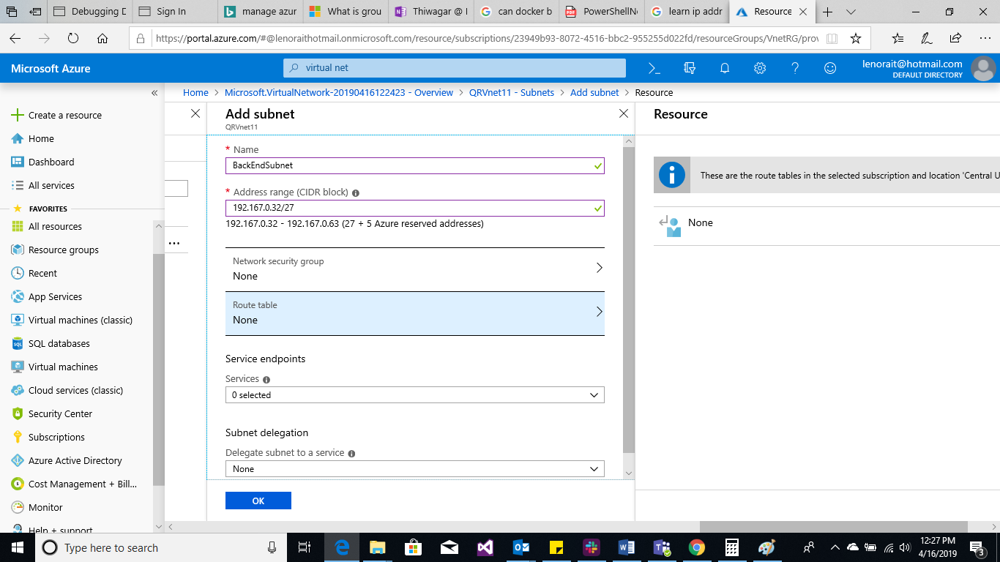 Debugging D
Sign In
manage azur
What is grou
Thiwagar @ I
can docker b
PowerShellNo
learn ip addr
Resource
https://portal.azure.com/#@lenoraithotmail.onmicrosoft.com/resource/subscriptions/23949b93-8072-4516-bbc2-955255d022fd/resourceGroups/VnetRG/prov
Microsoft Azure
virtual net
lenorait@hotmail.com
DEFAULT DIRECTORY
Home > Microsoft.VirtualNetwork-20190416122423 - Overview > QRVnet11 - Subnets > Add subnet > Resource
Create a resource
Home
Dashboard
All services
FAVORITES
All resources
Resource groups
Recent
App Services
Virtual machines (classic)
SQL databases
Virtual machines
Cloud services (classic)
Security Center
Subscriptions
Azure Active Directory
Cost Management + Bill...
Monitor
Help + support
Add subnet
QRVnet11
* Name
BackEndSubnet
* Address range (CIDR block)
192.167.0.32/27
192.167.0.32 - 192.167.0.63 (27 + 5 Azure reserved addresses)
Network security group
None
Route table
None
Service endpoints
Services
0 selected
Subnet delegation
Delegate subnet to a service
None
OK
Resource
These are the route tables in the selected subscription and location 'Central U
None
Type here to search
12:27 PM
4/16/2019
3